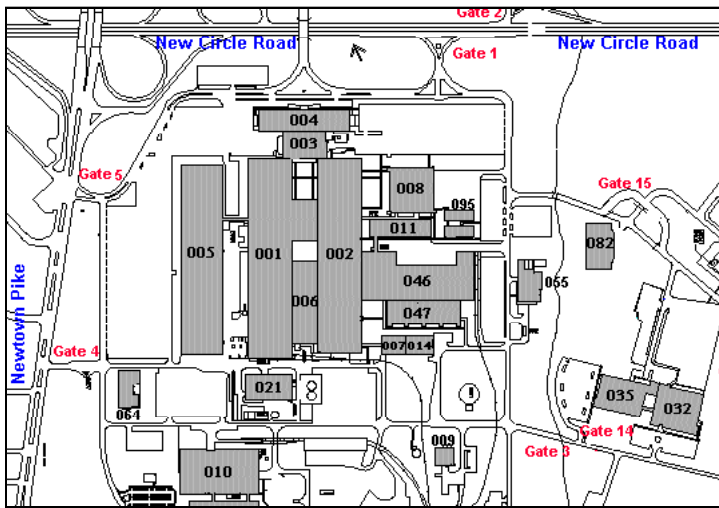 Gate 2
New Circle Road
New Circle Road
Gate 1
004
003
Gate 5
008
Gate 15
095
011
082
005
001
002
046
055
006
047
Newtown Pike
007 014
Gate 4
021
035
032
064
Gate 14
009
Gate 3
010